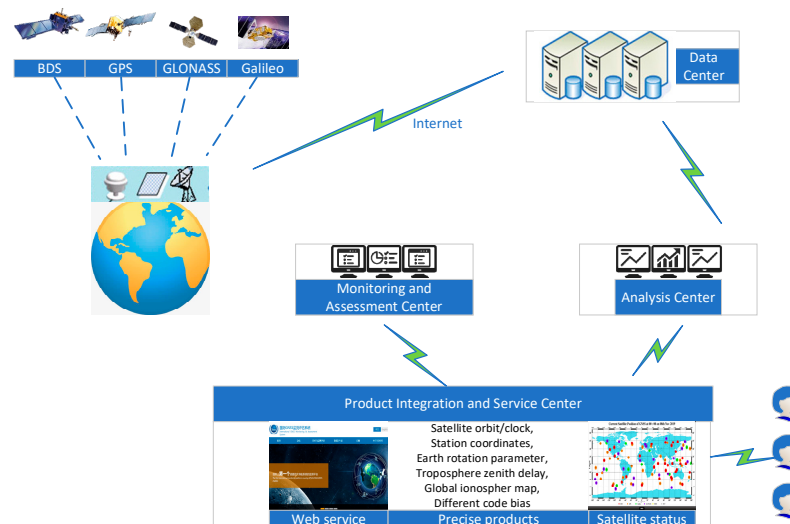 BDS
GPS
GLONASS
Galileo
Data
Center
Internet
Monitoring and
Assessment Center
Analysis Center
Product Integration and Service Center
Satellite orbit/clock,
Station coordinates,
Earth rotation parameter,
Troposphere zenith delay,
Global ionospher map,
Different code bias
Web service
Precise products
Satellite status